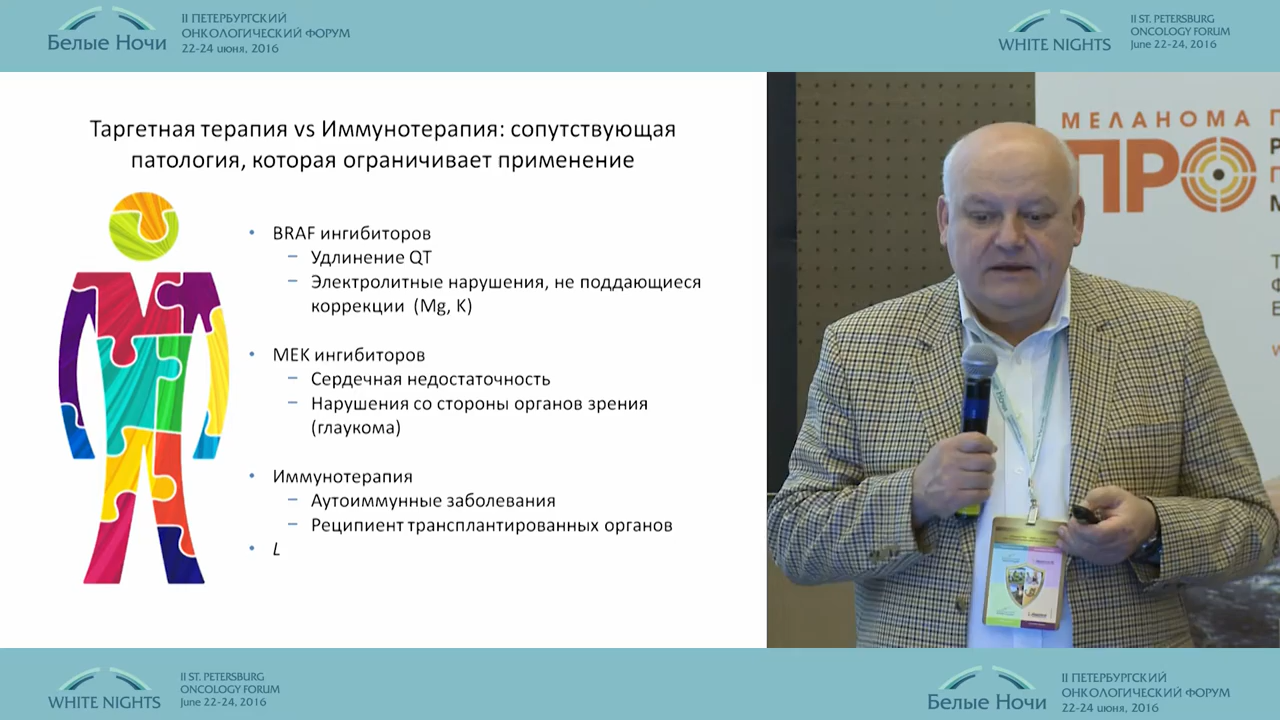 Белые Ночи
II ПЕТЕРБУРГСКИЙ
ОНКОЛОГИЧЕСКИЙ ФОРУМ
22-24 июня, 2016
WHITE NIGHTS
II ST. PETERSBURG
ONCOLOGY FORUM
June 22-24, 2016
Таргетная терапия vs Иммунотерапия: сопутствующая
патология, которая ограничивает применение
• BRAF ингибиторов
– Удлинение QT
– Электролитные нарушения, не поддающиеся
коррекции (Mg, K)
• MEK ингибиторов
– Сердечная недостаточность
– Нарушения со стороны органов зрения
(глаукома)
• Иммунотерапия
– Аутоиммунные заболевания
– Реципиент трансплантированных органов
• L
МЕЛАНОМА
ПРО
Белые Ночи
WHITE NIGHTS
II ST. PETERSBURG
ONCOLOGY FORUM
June 22-24, 2016
Белые Ночи
II ПЕТЕРБУРГСКИЙ
ОНКОЛОГИЧЕСКИЙ ФОРУМ
22-24 июня, 2016